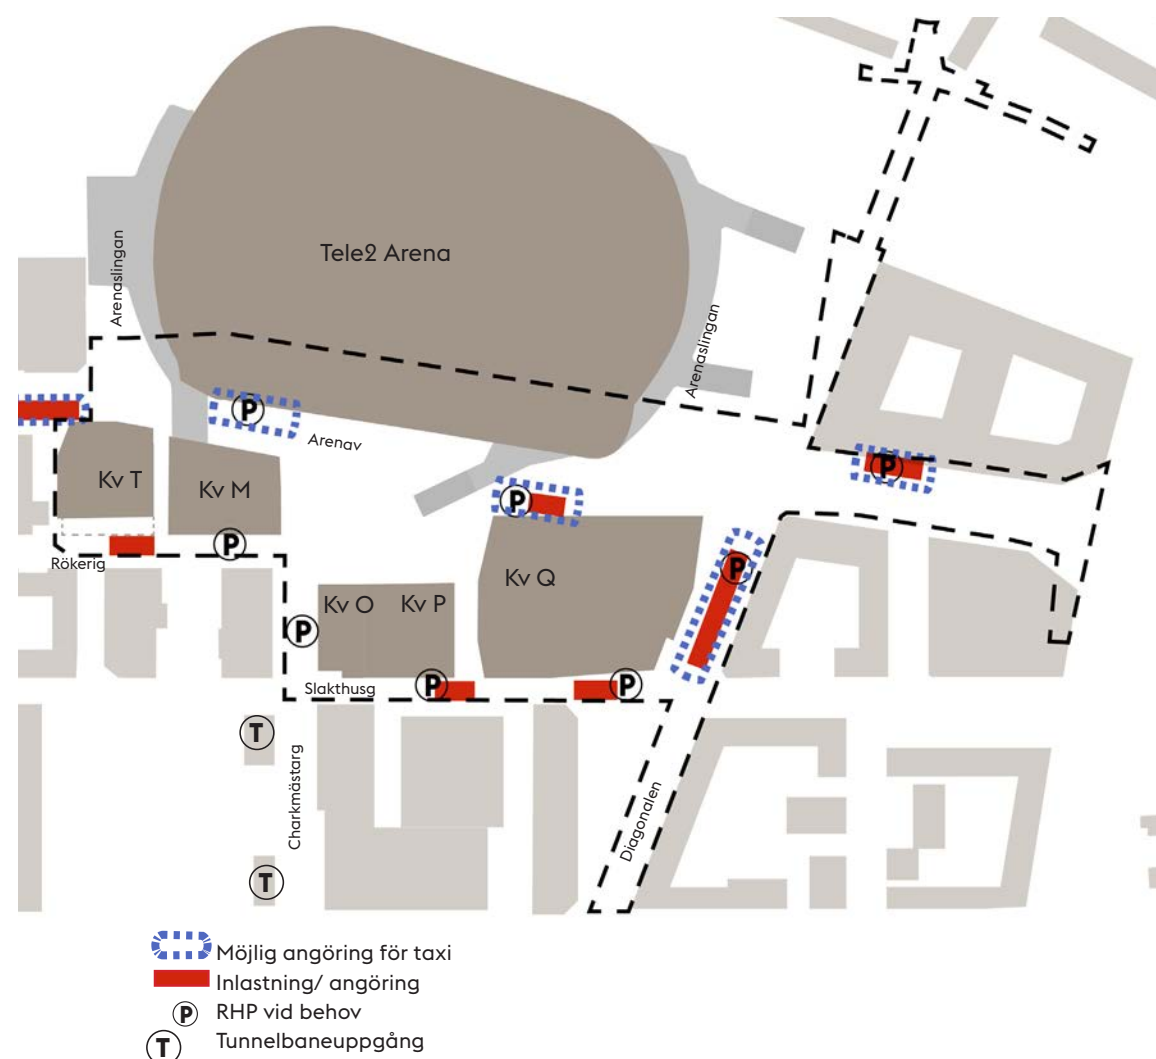 Tele2 Arena
Arenaslingan
Arenaslingan
P
Arenav
P
Kv T
Kv M
P
P
Kv Q
P
Rökerig
Kv O
Kv P
P
P
P
Slakthusg
T
Charkmästarg
Diagonalen
T
Möjlig angöring för taxi
Inlastning/ angöring
P RHP vid behov
T Tunnelbaneuppgång